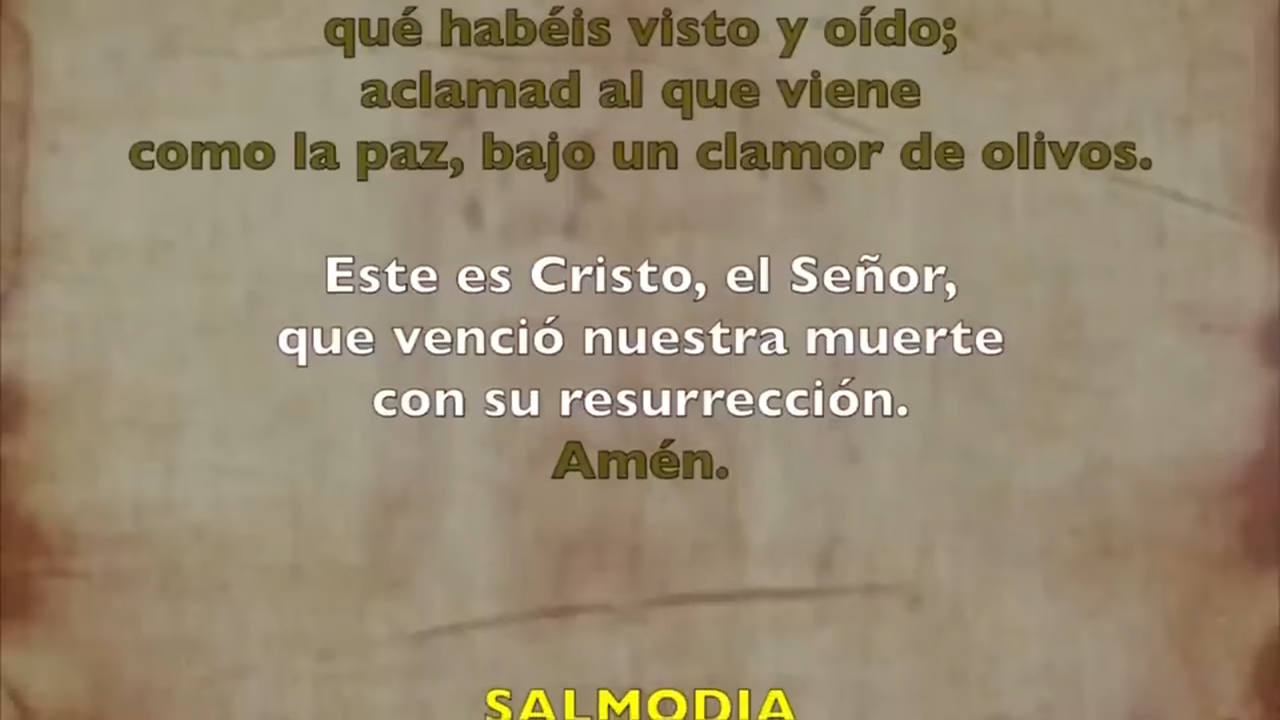 qué habéis visto y oído;
aclamad al que viene
como la paz, bajo un clamor de olivos.
Este es Cristo, el Señor,
que venció nuestra muerte
con su resurrección.
Amén.
SALMODIA